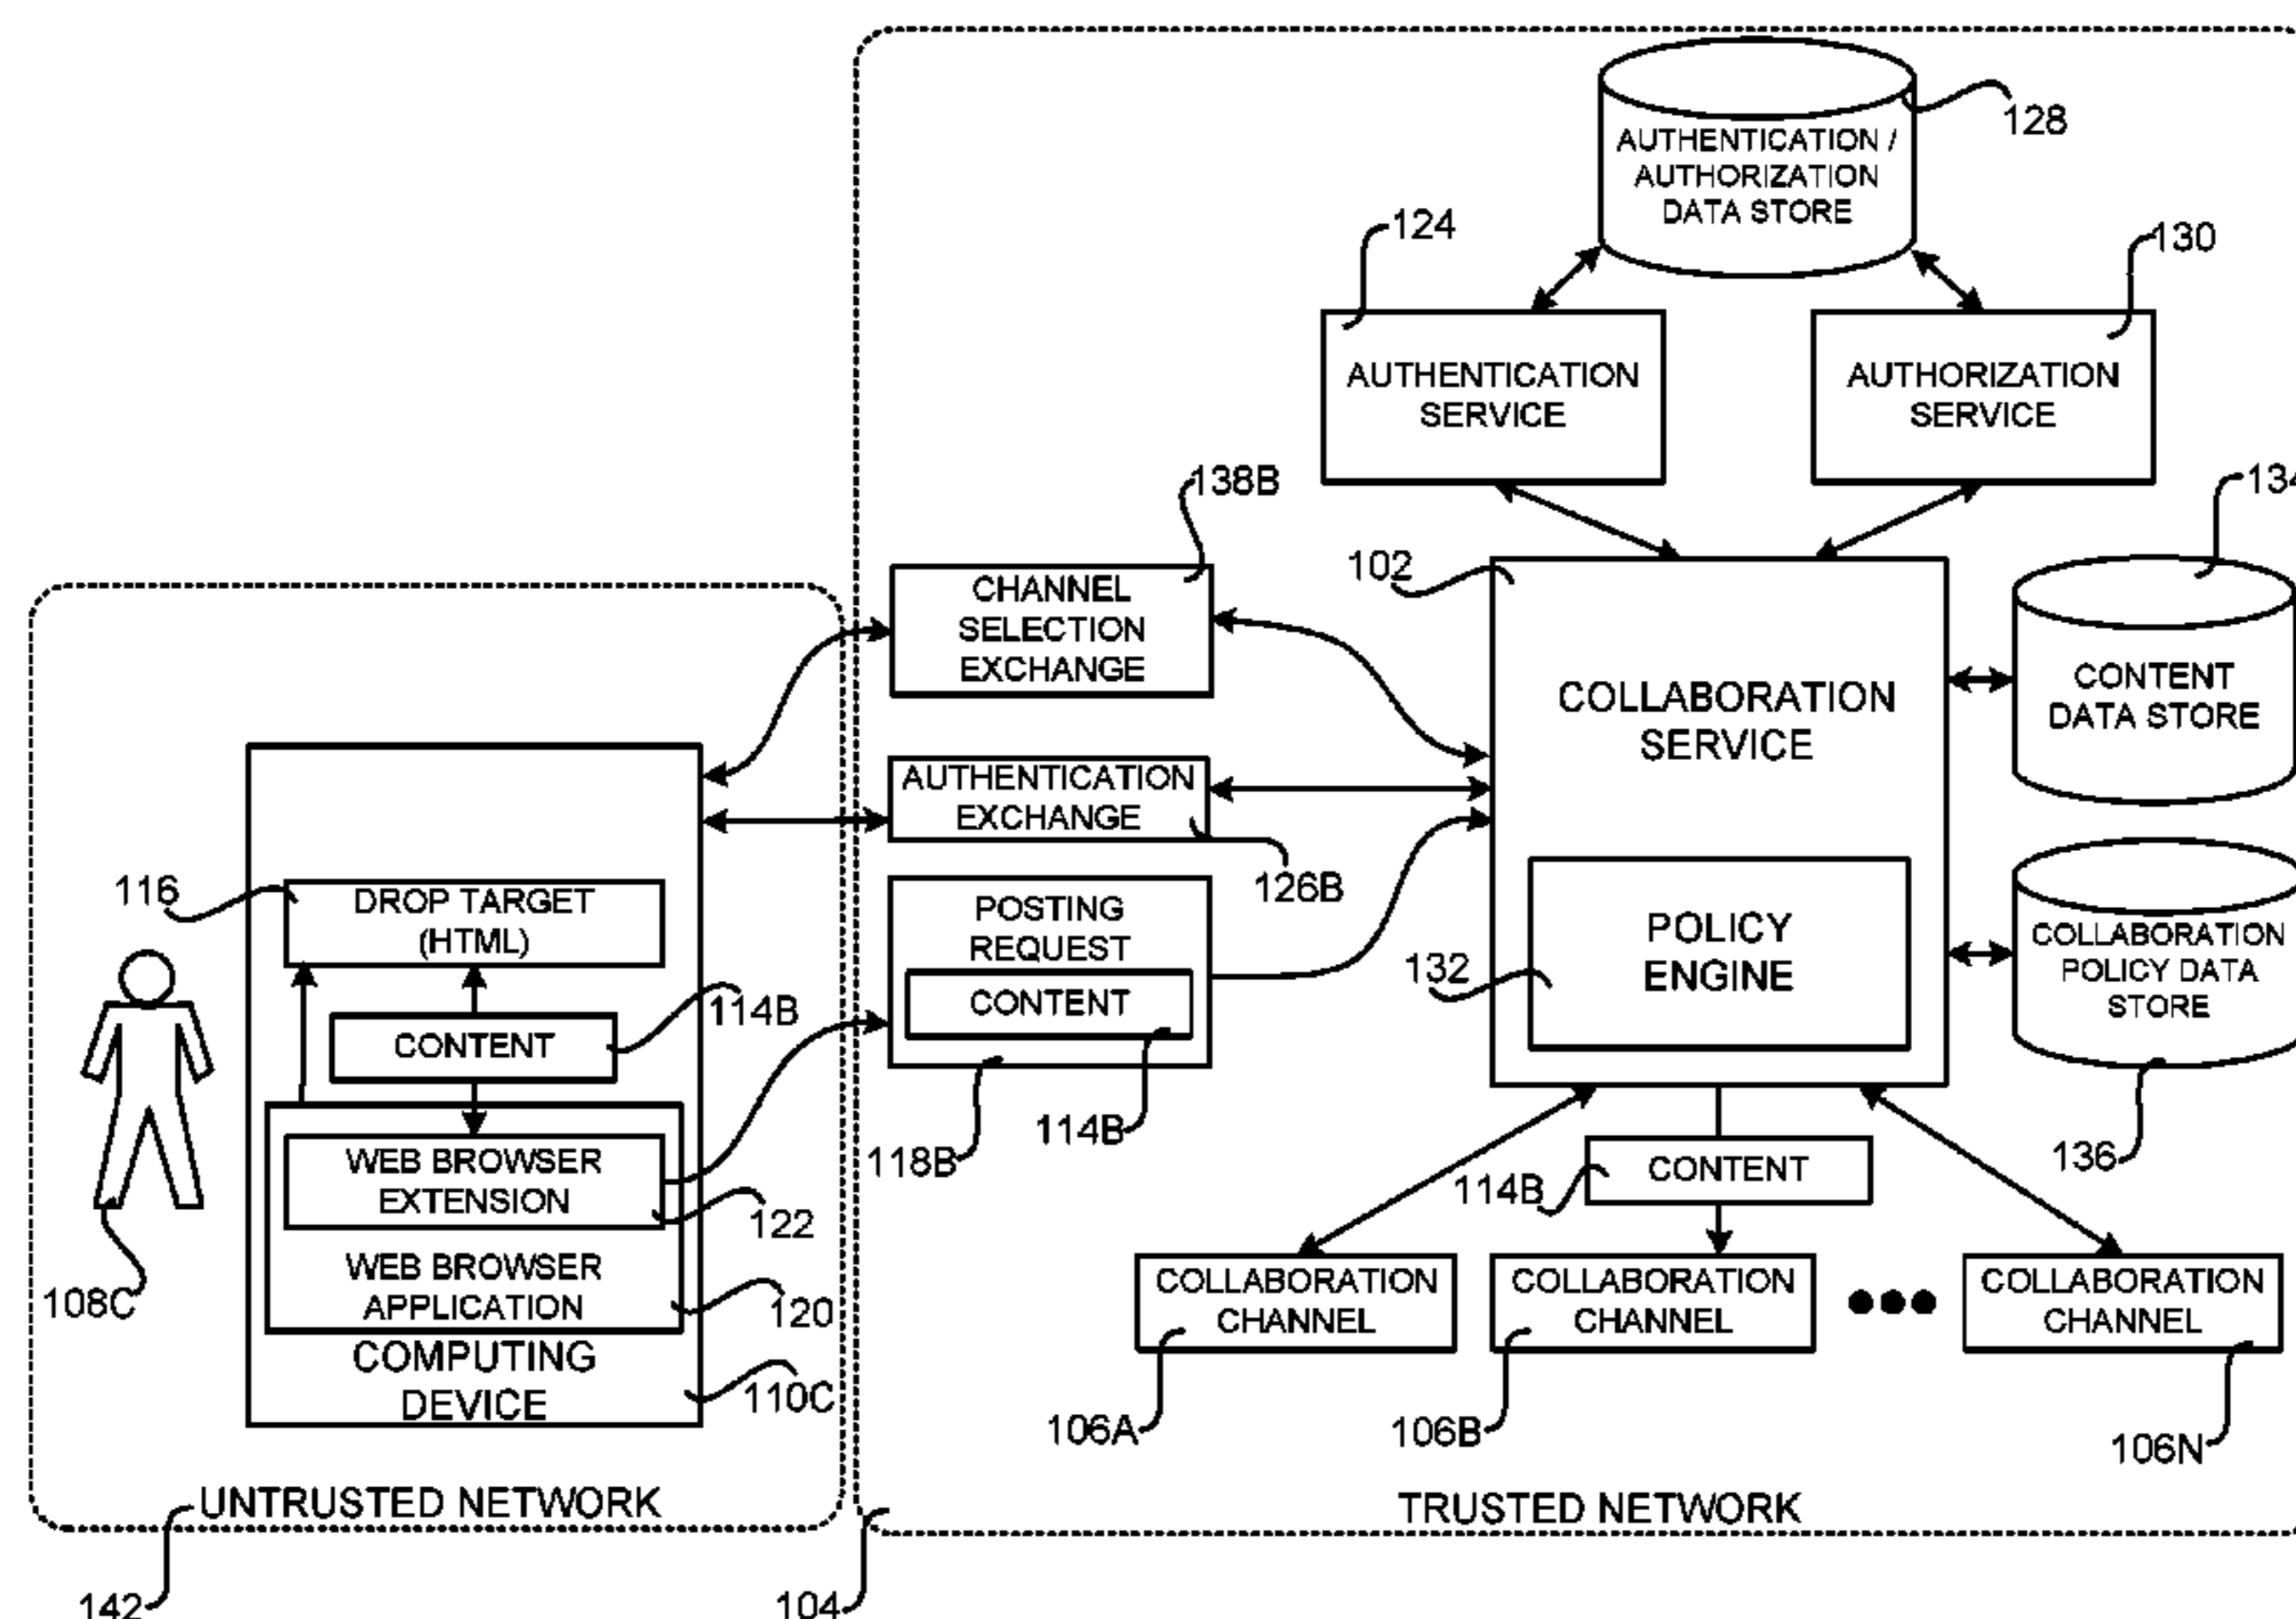 128
AUTHENTICATION /
AUTHORIZATION
DATA STORE
124
130
AUTHENTICATION
SERVICE
AUTHORIZATION
SERVICE
138B
134
102
CHANNEL
SELECTION
EXCHANGE
COLLABORATION
SERVICE
CONTENT
DATA STORE
AUTHENTICATION
EXCHANGE
126B
116
DROP TARGET
(HTML)
POSTING
REQUEST
CONTENT
114B
118B
POLICY
ENGINE
132
COLLABORATION
POLICY DATA
STORE
136
114B
CONTENT
WEB BROWSER
EXTENSION
122
WEB BROWSER
APPLICATION
120
COMPUTING
DEVICE
110C
108C
114B
CONTENT
COLLABORATION
CHANNEL
COLLABORATION
CHANNEL
COLLABORATION
CHANNEL
106A
106B
106N
UNTRUSTED NETWORK
TRUSTED NETWORK
142
104